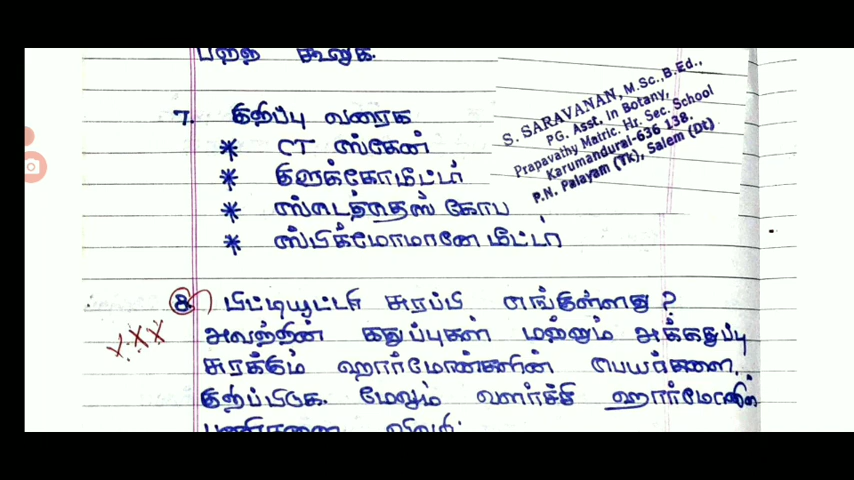 கூறுக.
7. குறிப்பு வரைக
* CT ஸ்கேன்
* குளுக்கோமீட்டர்
* ஸ்டெத்தஸ்கோப்
* ஸ்பிக்மோமானோமீட்டர்
S. SARAVANAN, M.Sc., B.Ed.,
PG. Asst. in Botany,
Prapavathy Matric. Hr. Sec. School
Karumandurai-636 138.
P.N. Palayam (Tk), Salem (Dt)
8. பிட்டியூட்டரி சுரப்பி எங்குள்ளது?
அவற்றின் கதுப்புகள் மற்றும் அக்கதுப்பு
சுரக்கும் ஹார்மோன்களின் பெயர்களை
குறிப்பிடுக. மேலும் வளர்ச்சி ஹார்மோனின்
XXX